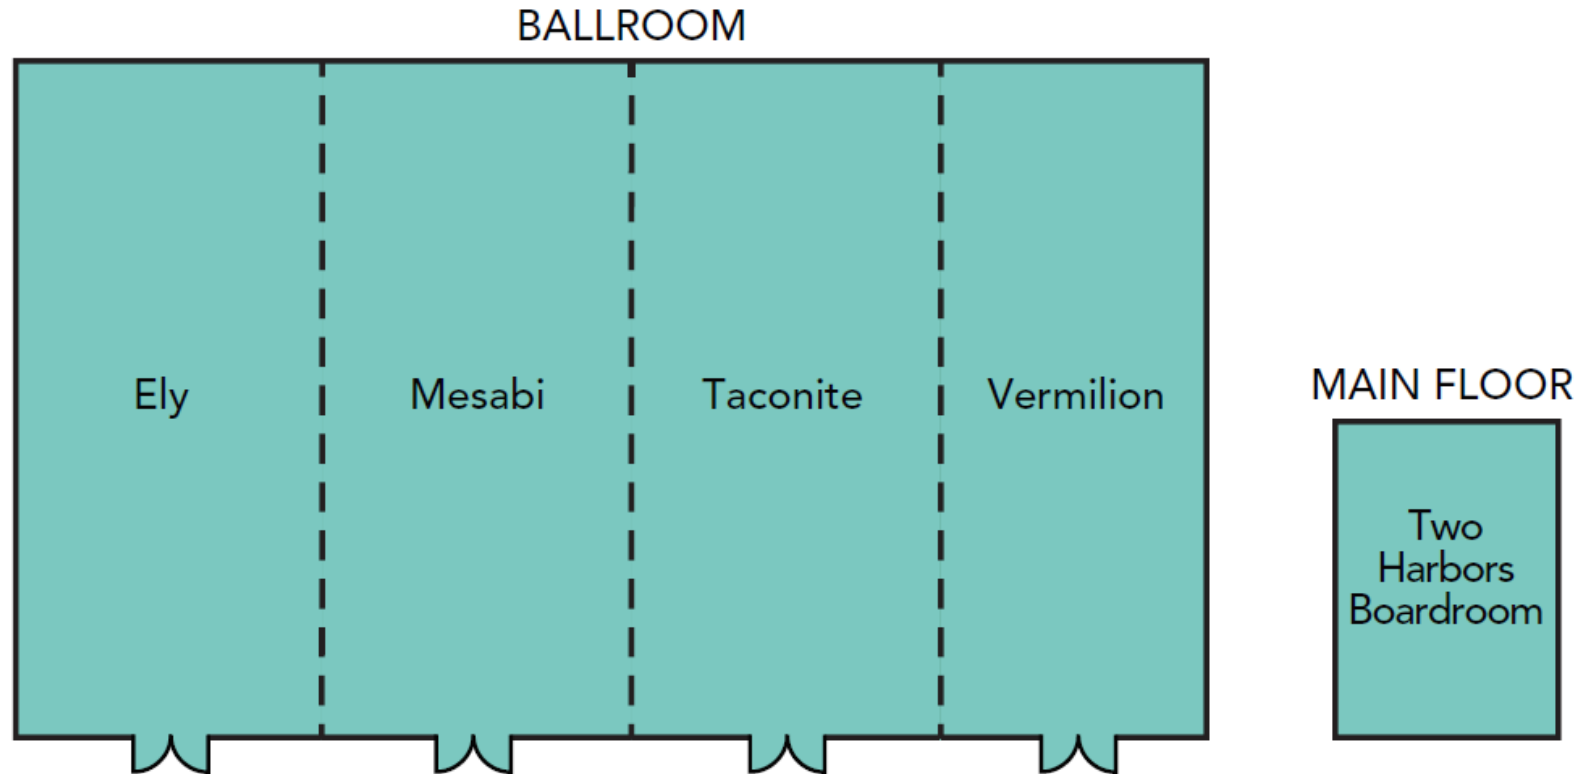 BALLROOM
Ely
Mesabi
Taconite
Vermilion
MAIN FLOOR
Two
Harbors
Boardroom